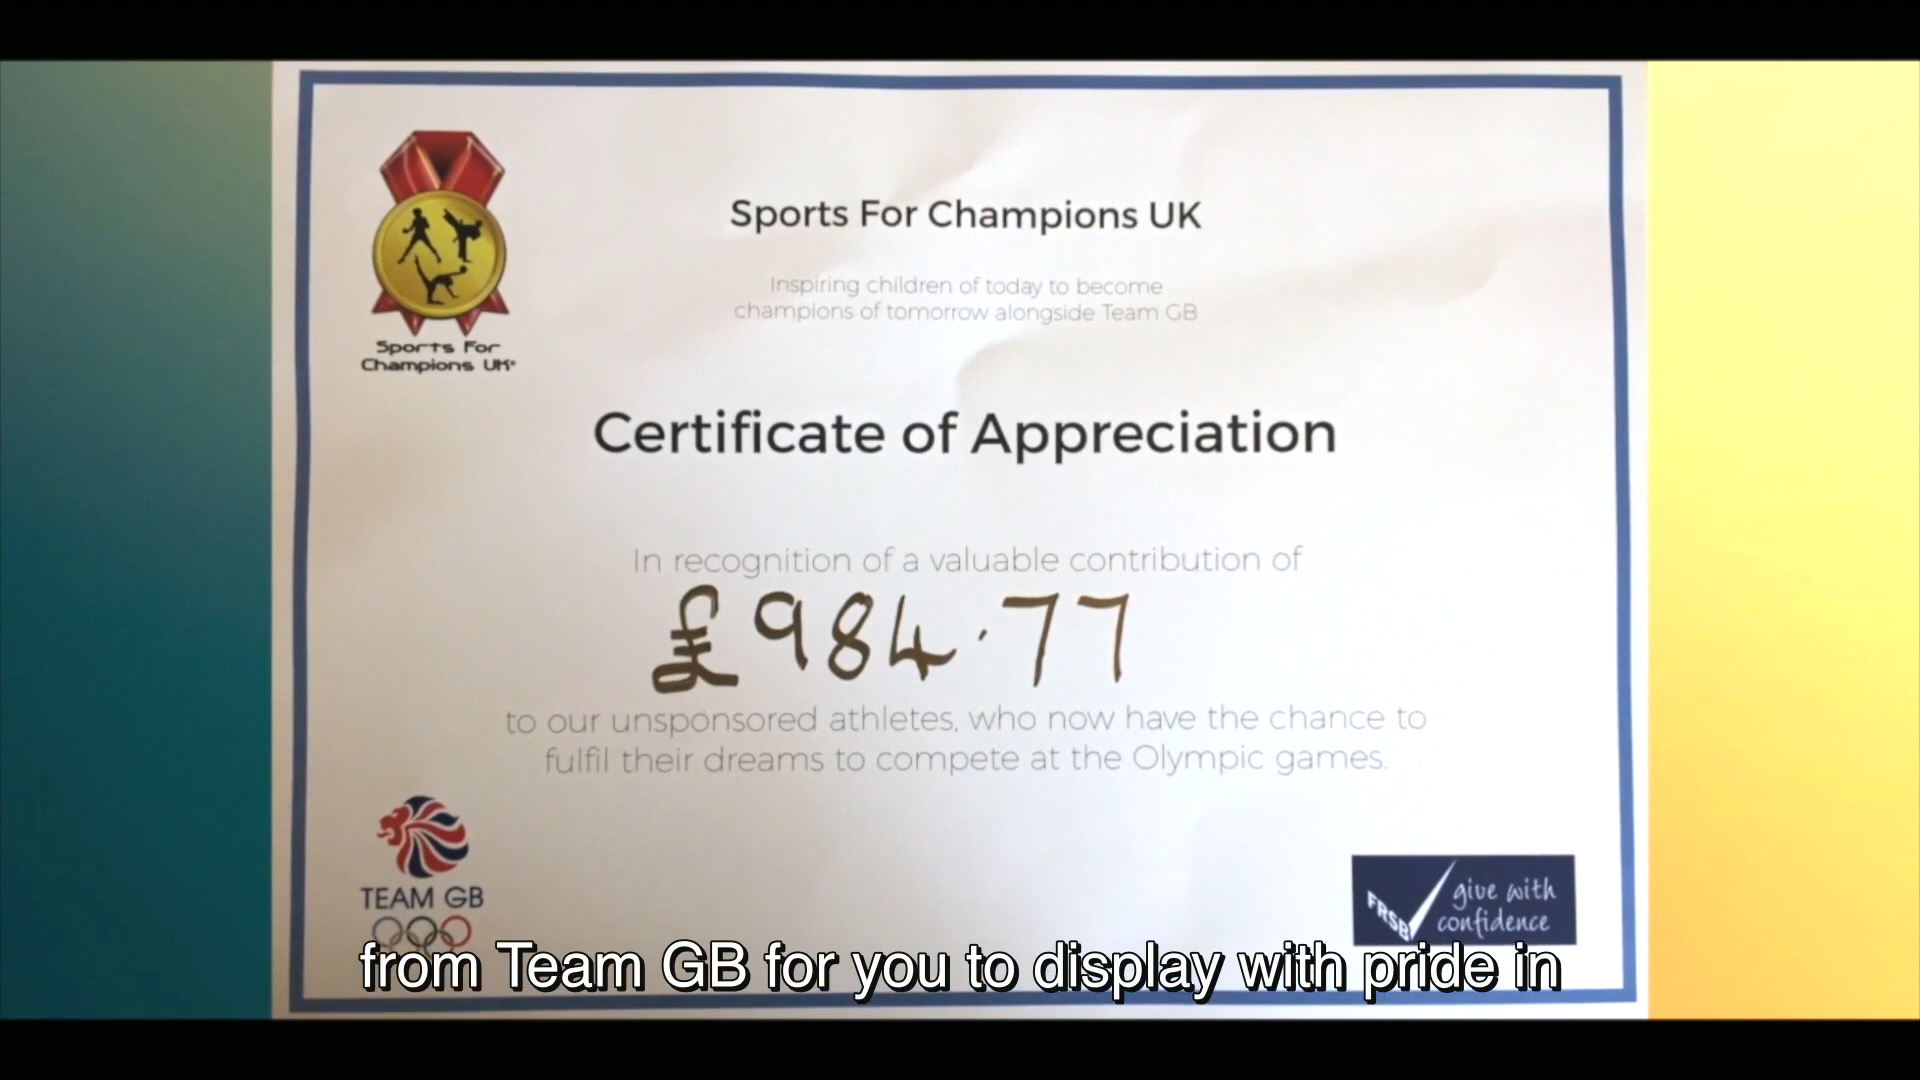 Sports For Champions UK
Inspiring children of today to become
champions of tomorrow alongside Team GB
Sports For
Champions UK
Certificate of Appreciation
In recognition of a valuable contribution of
£984.77
to our unsponsored athletes, who now have the chance to
fulfil their dreams to compete at the Olympic games.
TEAM GB
FRSB
give with
confidence
from Team GB for you to display with pride in